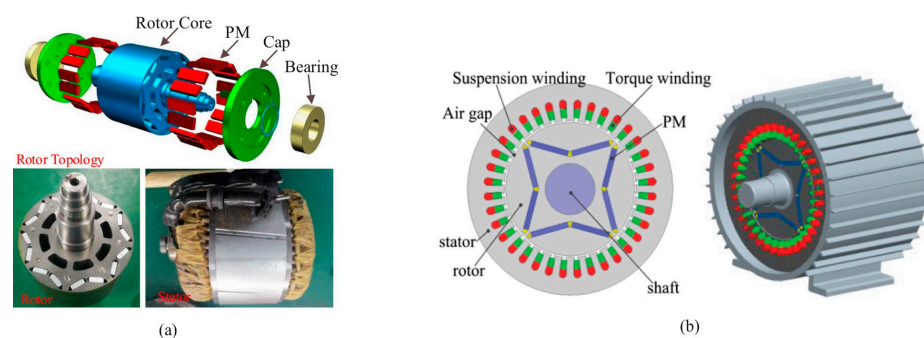 Rotor Core
PM
Cap
Bearing
Rotor Topology
Rotor
Stator
(a)
Suspension winding
Torque winding
Air gap
PM
stator
rotor
shaft
(b)